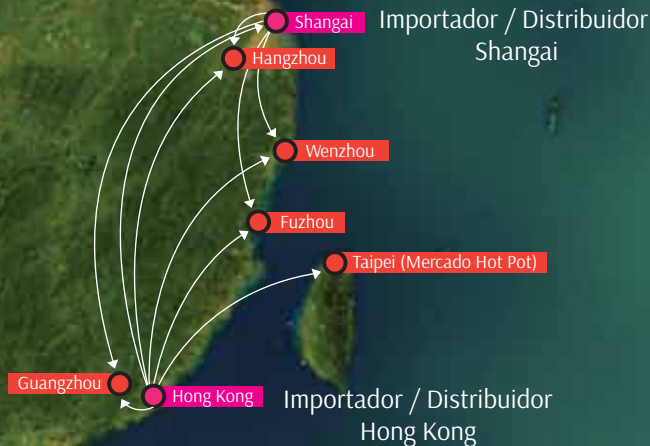 Shangai
Importador / Distribuidor
Shangai
Hangzhou
Wenzhou
Fuzhou
Taipei (Mercado Hot Pot)
Guangzhou
Hong Kong
Importador / Distribuidor
Hong Kong